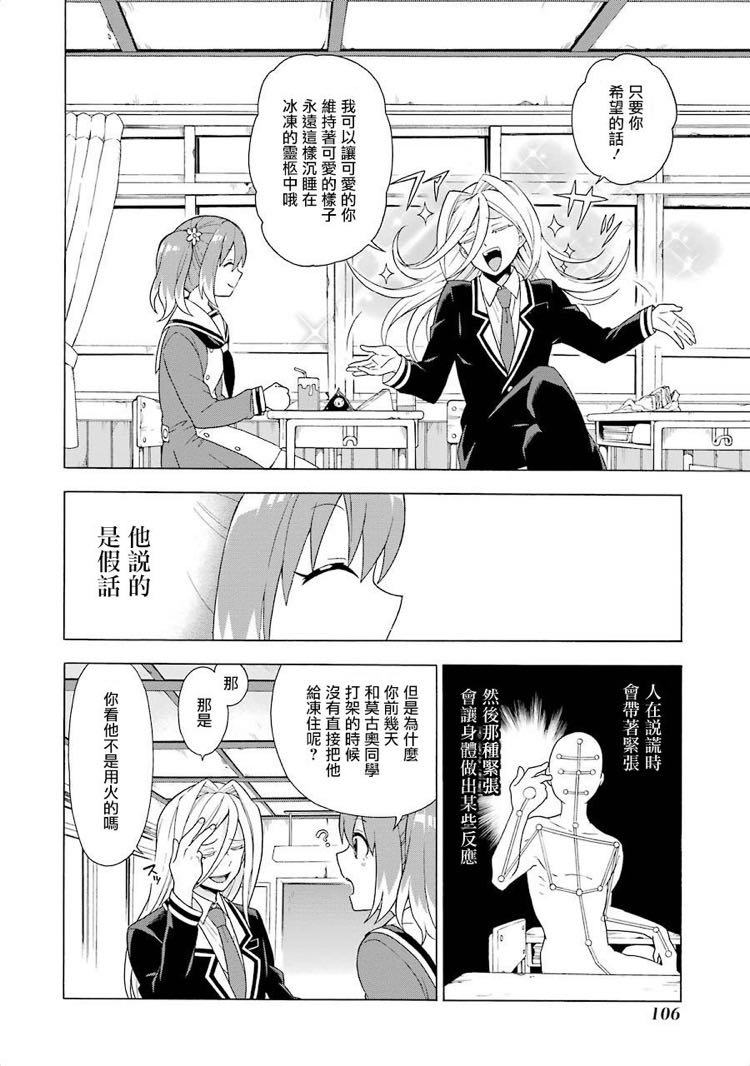 只要你
希望的話！
我可以讓可愛的你
維持著可愛的樣子
永遠這樣沉睡在
冰凍的靈柩中哦
他說的
是假話
人在說謊時
會帶著緊張
然後那種緊張
會讓身體做出某些反應
但是為什麼
你前幾天
和莫古奧同學
打架的時候
沒有直接把他
給凍住呢？
那
那是
你看他不是用火的嗎
スッ
106